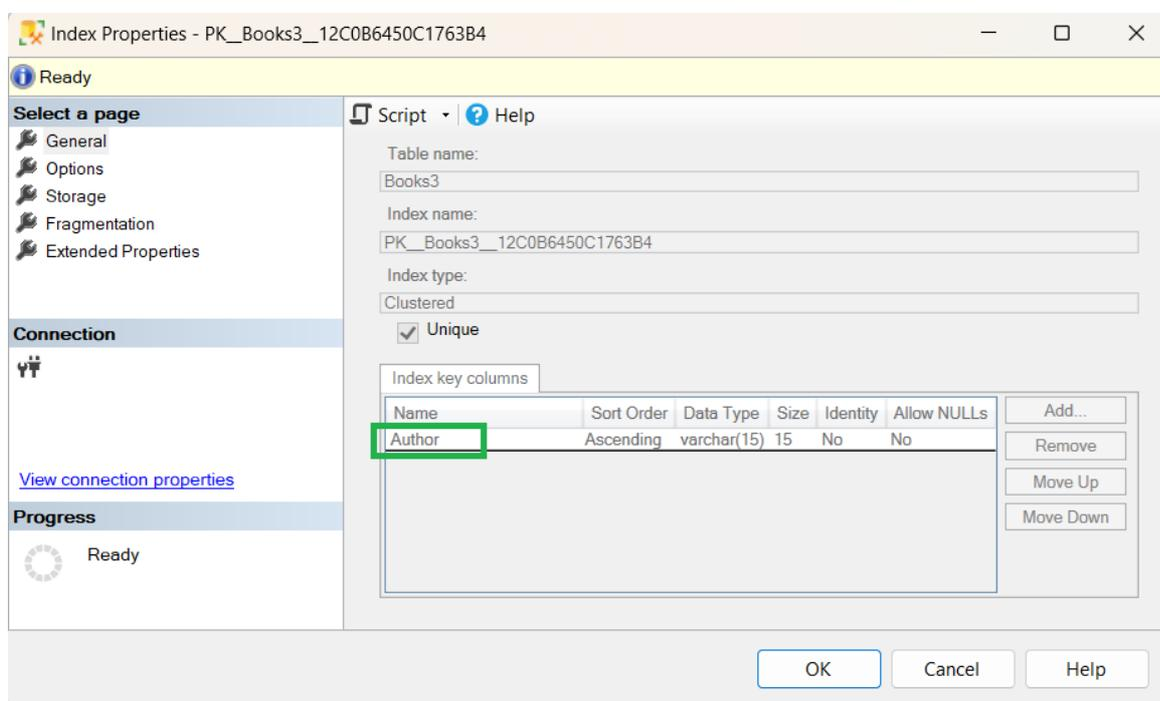 Index Properties - PK__Books3__12C0B6450C1763B4
Ready
Select a page
General
Options
Storage
Fragmentation
Extended Properties
Connection
View connection properties
Progress
Ready
Script
Help
Table name:
Books3
Index name:
PK__Books3__12C0B6450C1763B4
Index type:
Clustered
Unique
Index key columns
Name Sort Order Data Type Size Identity Allow NULLs
Author Ascending varchar(15) 15 No No
Add...
Remove
Move Up
Move Down
OK Cancel Help